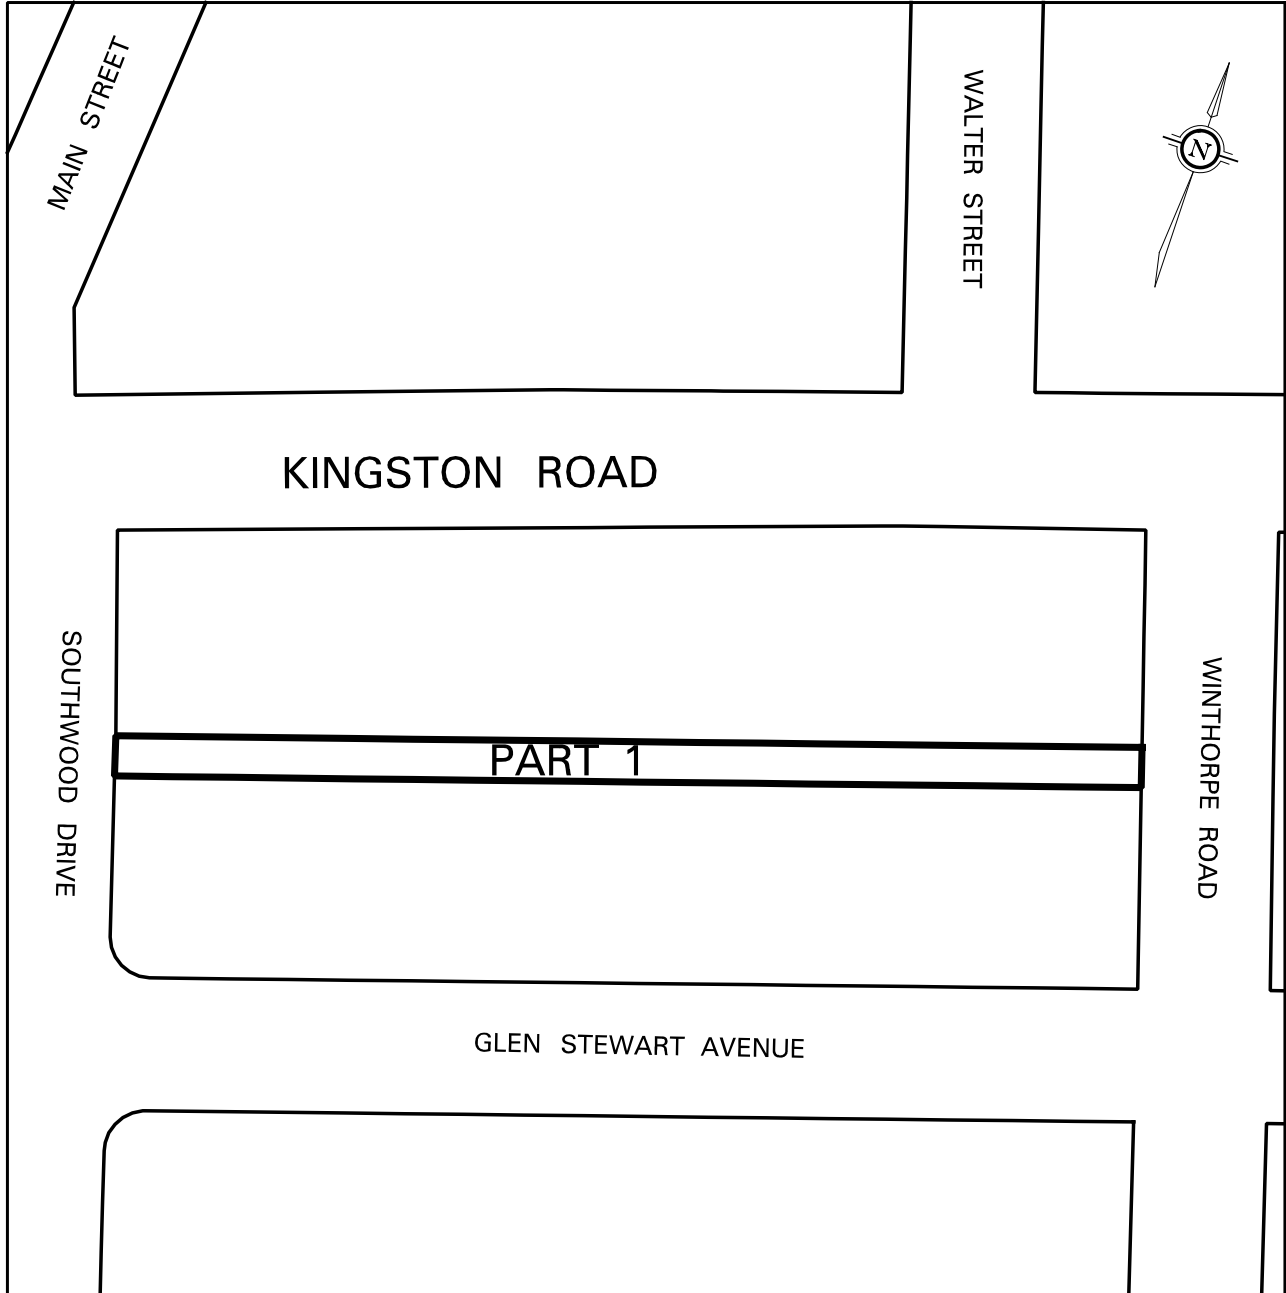 MAIN STREET
WALTER STREET
N
KINGSTON ROAD
SOUTHWOOD DRIVE
WINTHORPE ROAD
PART 1
GLEN STEWART AVENUE